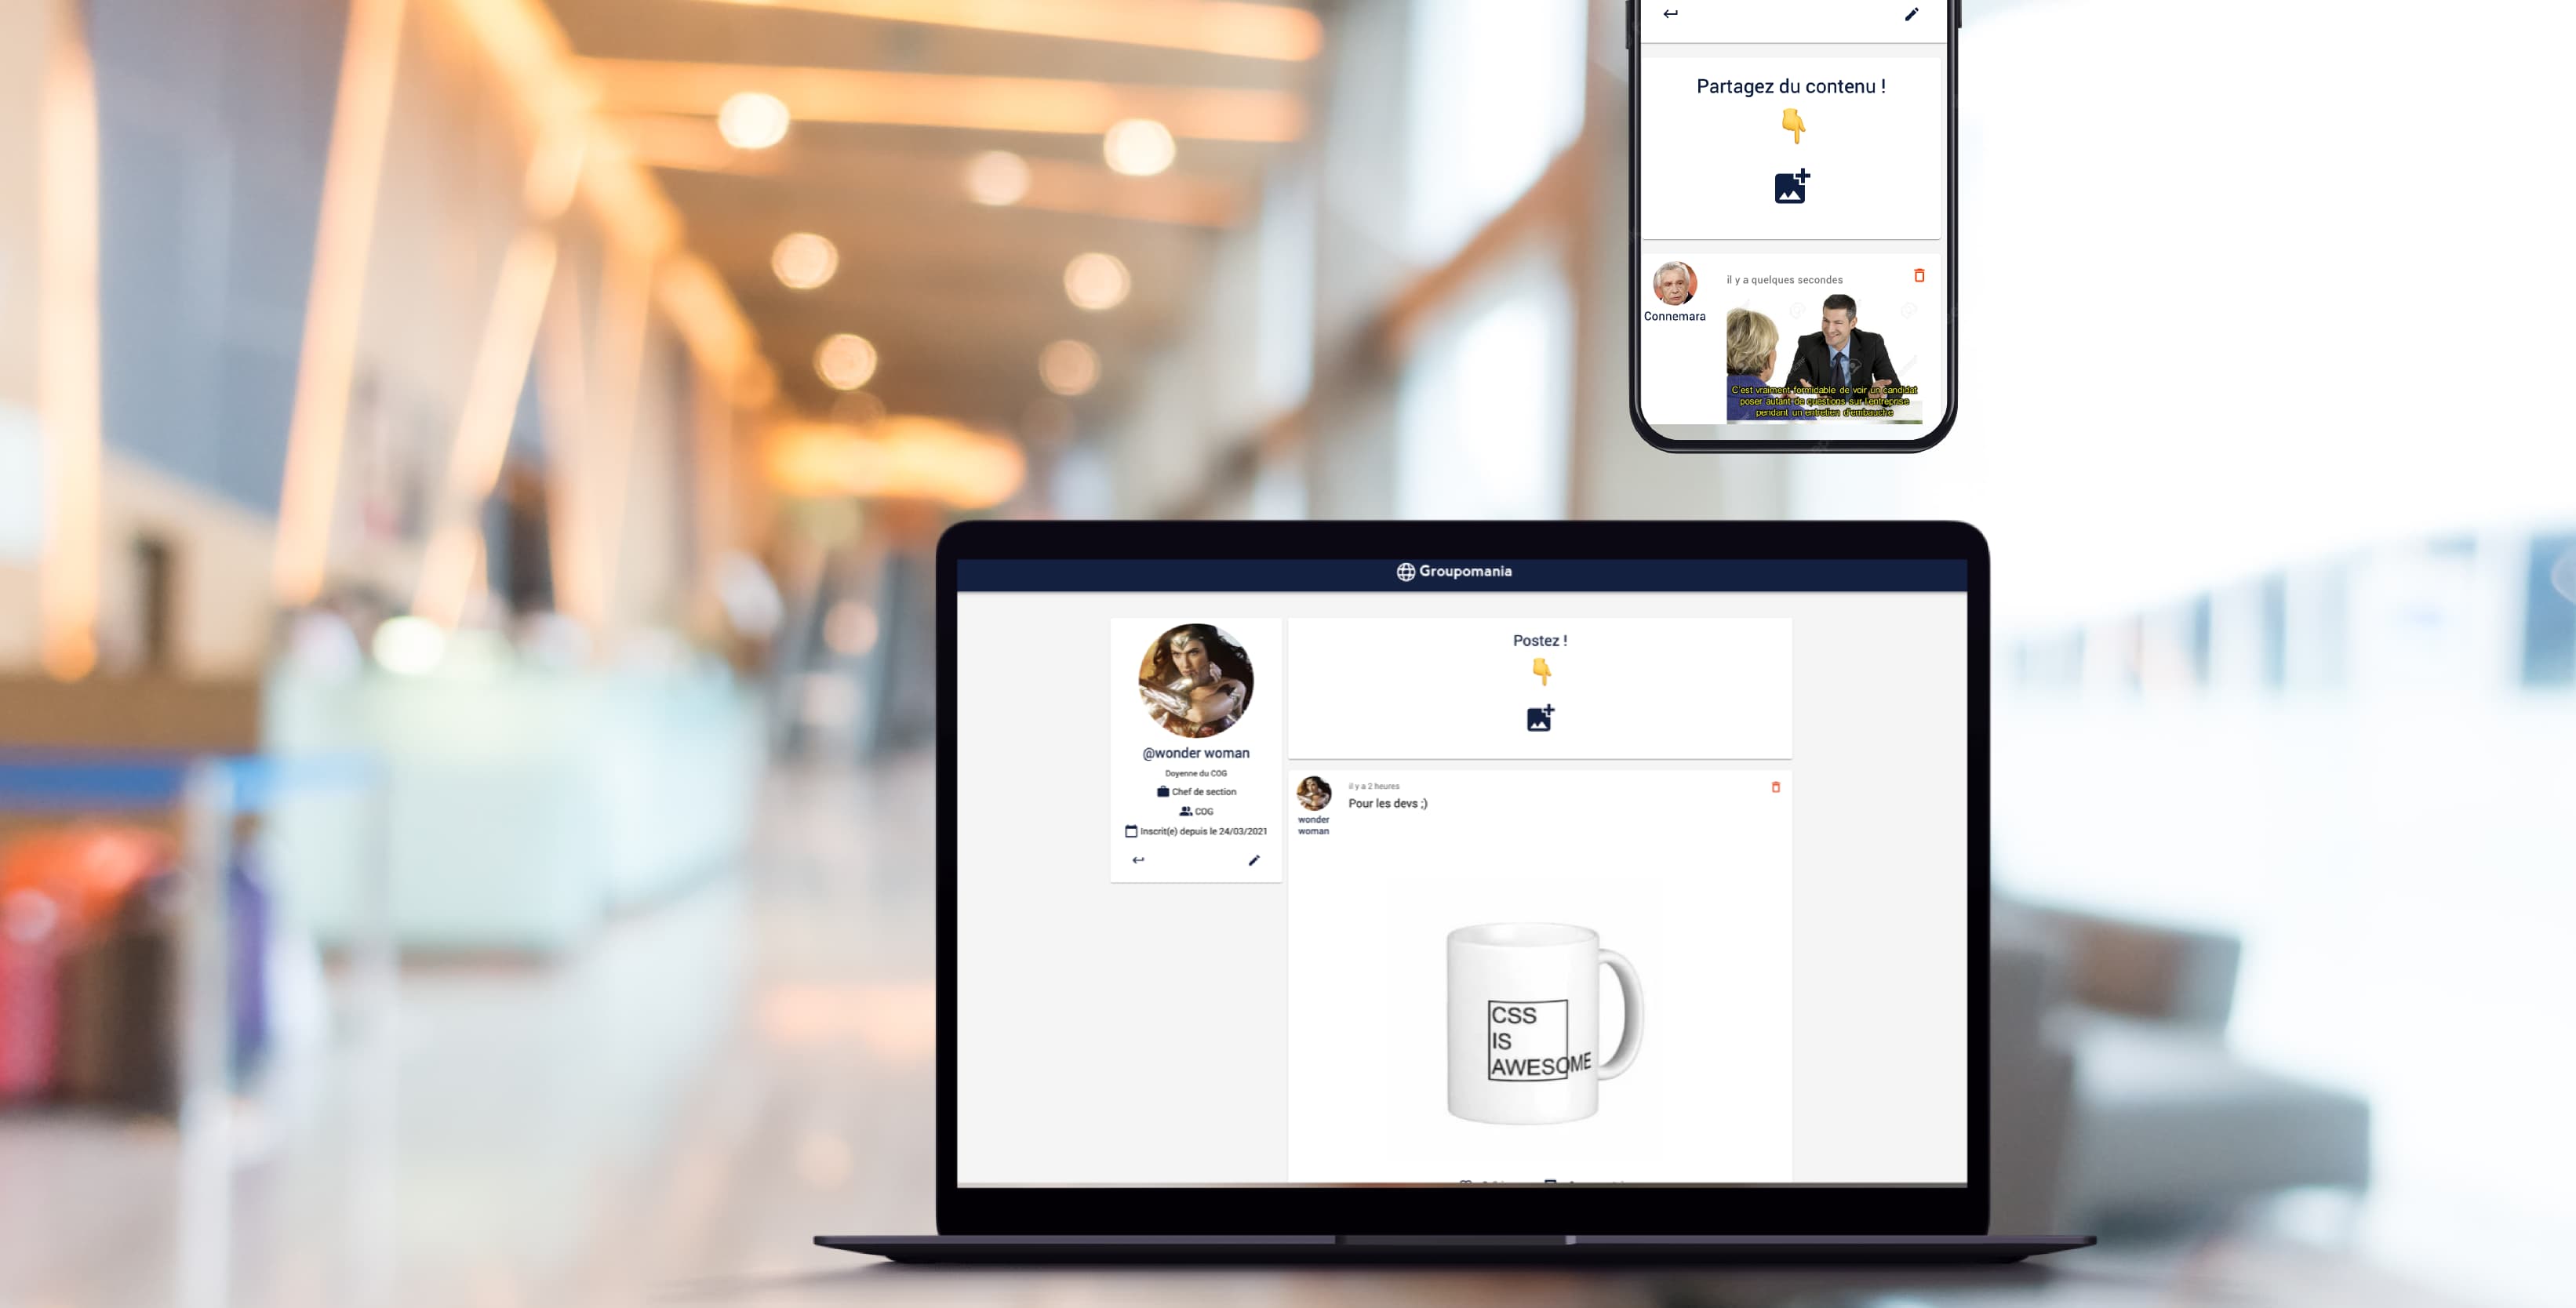 Partagez du contenu !
il y a quelques secondes
Connemara
C'est vraiment formidable de voir un candidat
poser autant de questions sur l'entreprise
pendant un entretien d'embauche
Groupomania
@wonder woman
Doyenne du COG
Chef de section
COG
Inscrit(e) depuis le 24/03/2021
Postez !
il y a 2 heures
Pour les devs ;)
wonder
woman
CSS
IS
AWESOME